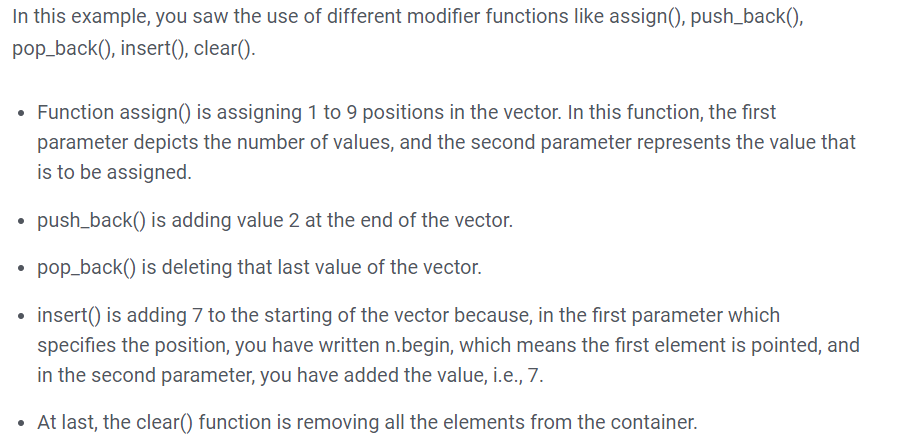 In this example, you saw the use of different modifier functions like assign(), push_back(),
pop_back(), insert(), clear().
• Function assign() is assigning 1 to 9 positions in the vector. In this function, the first
parameter depicts the number of values, and the second parameter represents the value that
is to be assigned.
• push_back() is adding value 2 at the end of the vector.
• pop_back() is deleting that last value of the vector.
• insert() is adding 7 to the starting of the vector because, in the first parameter which
specifies the position, you have written n.begin, which means the first element is pointed, and
in the second parameter, you have added the value, i.e., 7.
• At last, the clear() function is removing all the elements from the container.